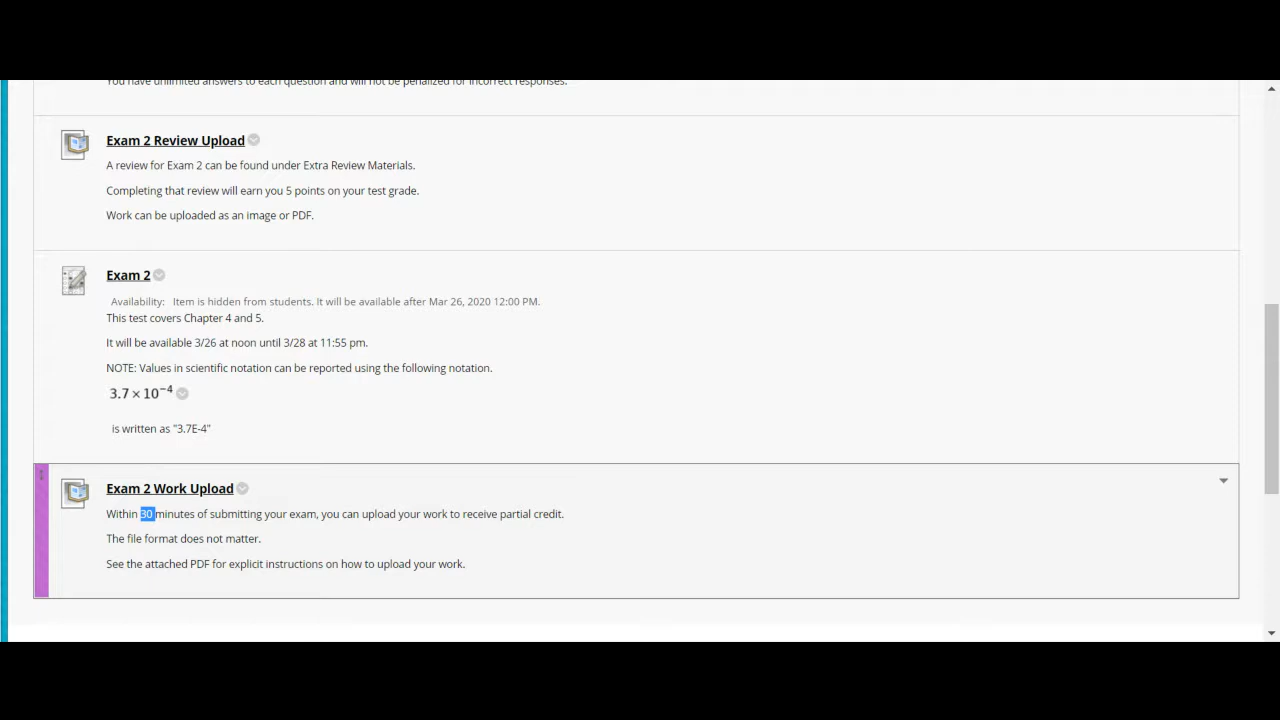 You have unlimited answers to each question and will not be penalized for incorrect responses.
Exam 2 Review Upload
A review for Exam 2 can be found under Extra Review Materials.
Completing that review will earn you 5 points on your test grade.
Work can be uploaded as an image or PDF.
Exam 2
Availability: Item is hidden from students. It will be available after Mar 26, 2020 12:00 PM.
This test covers Chapter 4 and 5.
It will be available 3/26 at noon until 3/28 at 11:55 pm.
NOTE: Values in scientific notation can be reported using the following notation.
3.7 × 10⁻⁴
is written as "3.7E-4"
Exam 2 Work Upload
Within 30 minutes of submitting your exam, you can upload your work to receive partial credit.
The file format does not matter.
See the attached PDF for explicit instructions on how to upload your work.